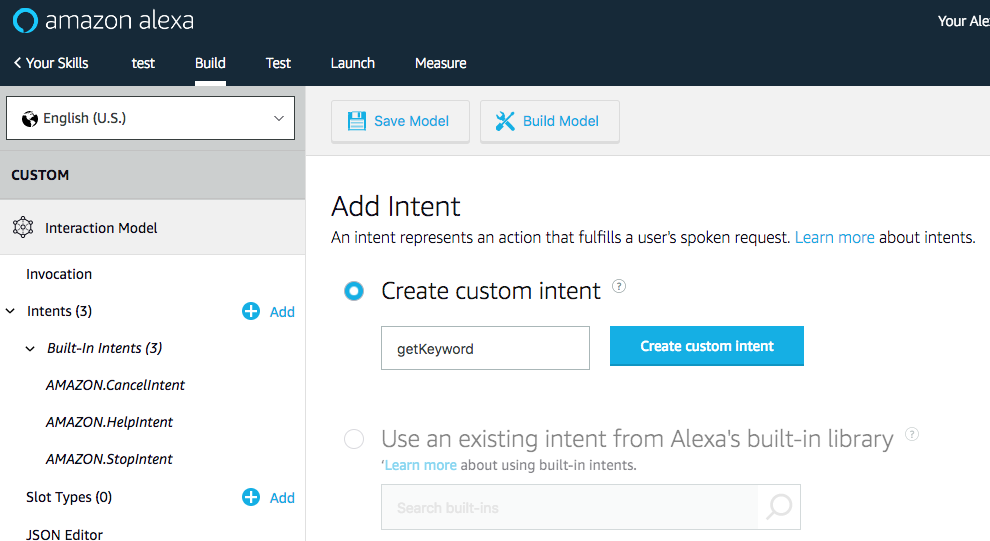 amazon alexa
Your Ale
Your Skills test Build Test Launch Measure
English (U.S.)
Save Model Build Model
CUSTOM
Interaction Model
Invocation
Intents (3) Add
Built-In Intents (3)
AMAZON.CancelIntent
AMAZON.HelpIntent
AMAZON.StopIntent
Slot Types (0) Add
JSON Editor
Add Intent
An intent represents an action that fulfills a user's spoken request. Learn more about intents.
Create custom intent ?
getKeyword Create custom intent
Use an existing intent from Alexa's built-in library ?
‘Learn more about using built-in intents.
Search built-ins